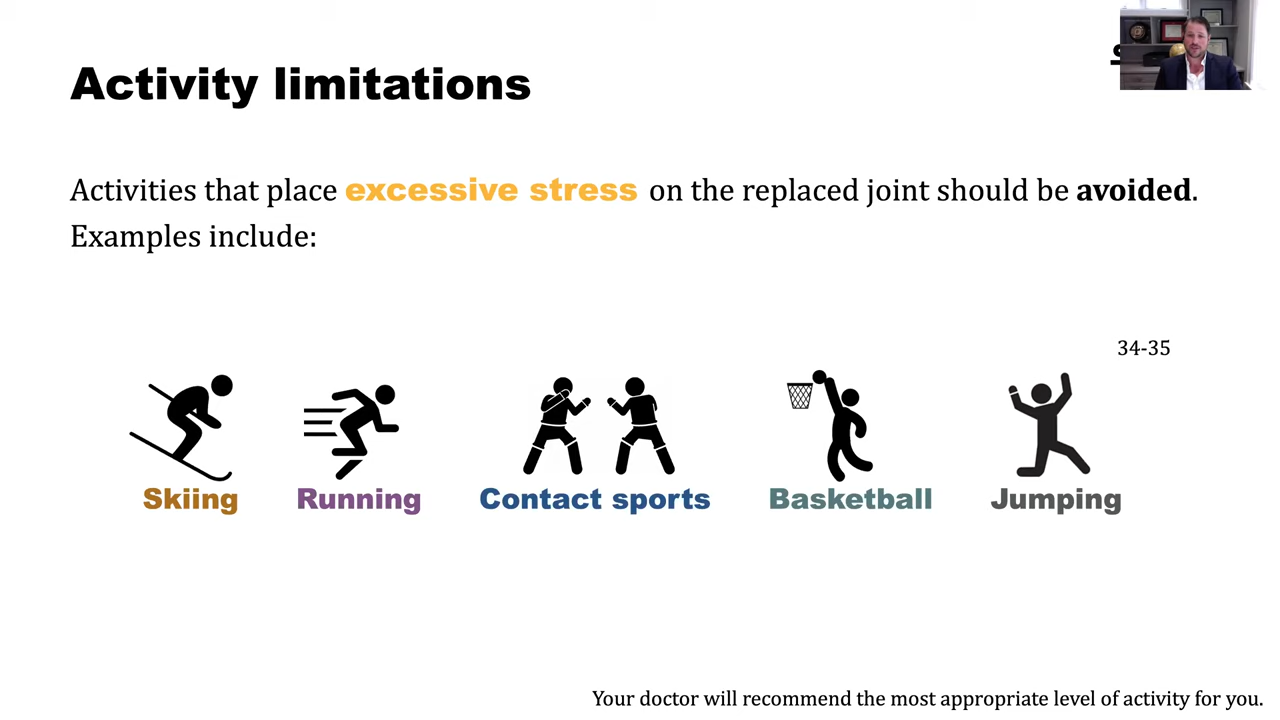 Activity limitations
Activities that place excessive stress on the replaced joint should be avoided.
Examples include:
34-35
Skiing
Running
Contact sports
Basketball
Jumping
Your doctor will recommend the most appropriate level of activity for you.